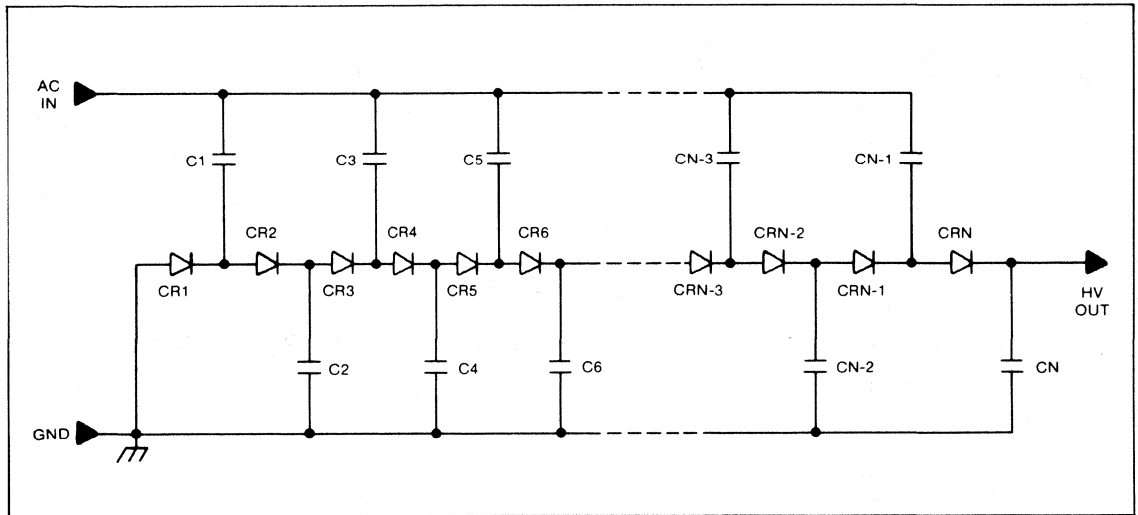 AC
IN
C1
C3
C5
CN-3
CN-1
CR2
CR4
CR6
CRN-2
CRN
CR1
CR3
CR5
CRN-3
CRN-1
HV
OUT
C2
C4
C6
CN-2
CN
GND